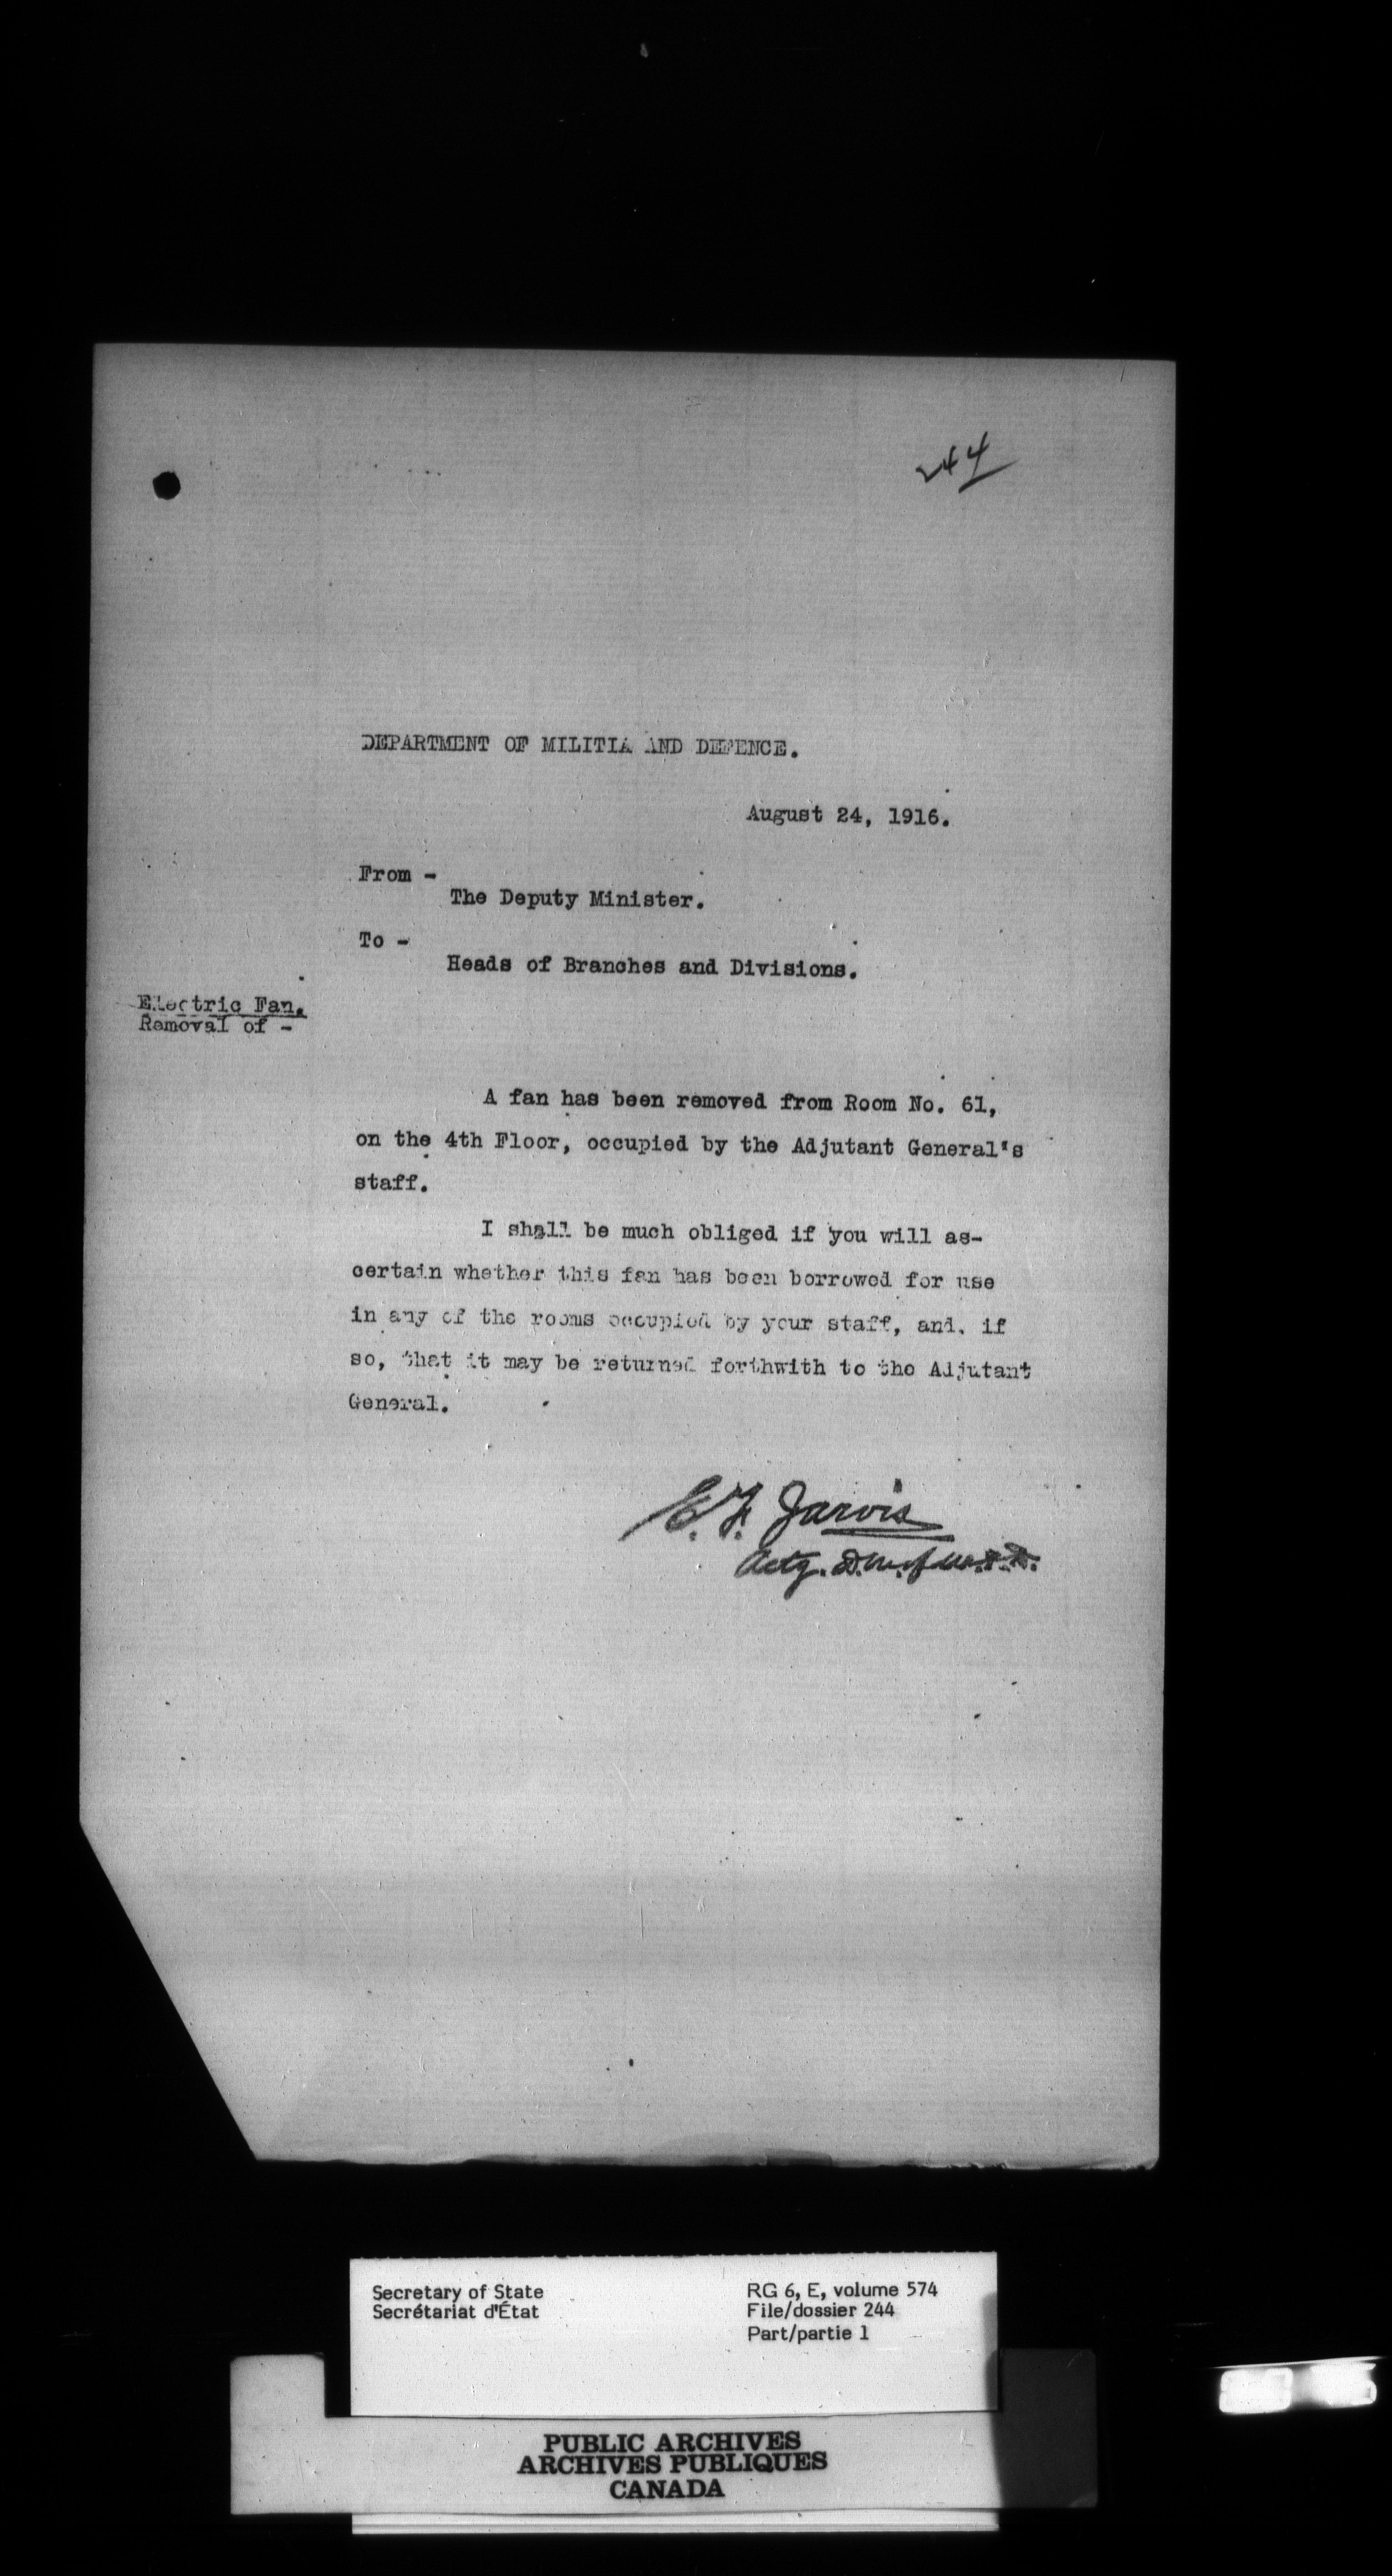 244
DEPARTMENT OF MILITIA AND DEFENCE.
August 24, 1916.
From -
The Deputy Minister.
To -
Heads of Branches and Divisions.
Electric Fan.
Removal of -
A fan has been removed from Room No. 61,
on the 4th Floor, occupied by the Adjutant General's
staff.
I shall be much obliged if you will as-
certain whether this fan has been borrowed for use
in any of the rooms occupied by your staff, and, if
so, that it may be returned forthwith to the Adjutant
General.
E. F. Jarvis
Actg. D.M. of M. & D.
Secretary of State
Secrétariat d'État
RG 6, E, volume 574
File/dossier 244
Part/partie 1
PUBLIC ARCHIVES
ARCHIVES PUBLIQUES
CANADA